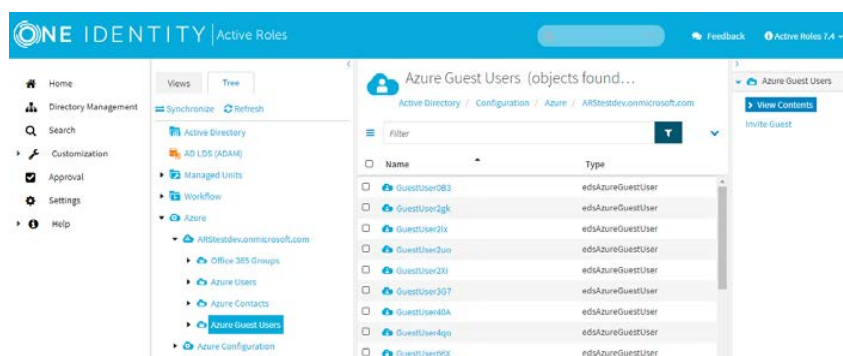 ONE IDENTITY Active Roles
Feedback
Active Roles 7.4
Home
Directory Management
Search
Customization
Approval
Settings
Help
Views
Tree
Synchronize
Refresh
Active Directory
AD LDS (ADAM)
Managed Units
Workflow
Azure
ARStestdev.onmicrosoft.com
Office 365 Groups
Azure Users
Azure Contacts
Azure Guest Users
Azure Configuration
Azure Guest Users (objects found...
Active Directory / Configuration / Azure / ARStestdev.onmicrosoft.com
Filter
Name Type
GuestUser0B3 edsAzureGuestUser
GuestUser2gk edsAzureGuestUser
GuestUser2lx edsAzureGuestUser
GuestUser2uo edsAzureGuestUser
GuestUser2Xi edsAzureGuestUser
GuestUser3G7 edsAzureGuestUser
GuestUser40A edsAzureGuestUser
GuestUser4qo edsAzureGuestUser
edsAzureGuestUser
Azure Guest Users
View Contents
Invite Guest